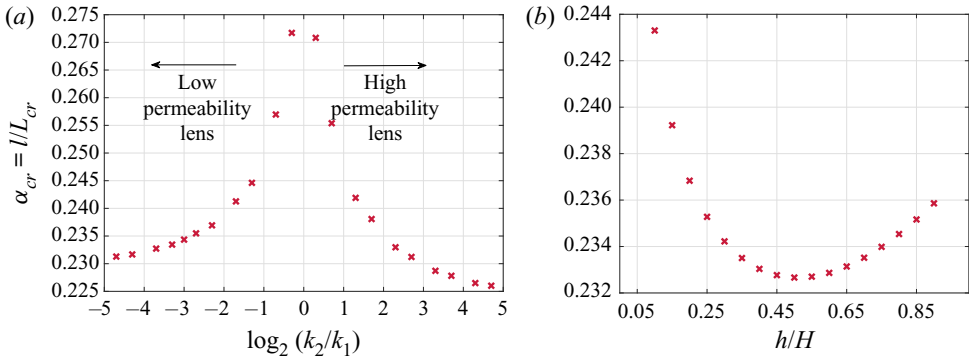 (a)
0.275
0.270
0.265
0.260
0.255
0.250
0.245
0.240
0.235
0.230
0.225
α_cr = l/L_cr
Low
permeability
lens
High
permeability
lens
−5 −4 −3 −2 −1 0 1 2 3 4 5
log₂ (k₂/k₁)
(b)
0.244
0.242
0.240
0.238
0.236
0.234
0.232
0.05 0.25 0.45 0.65 0.85
h/H